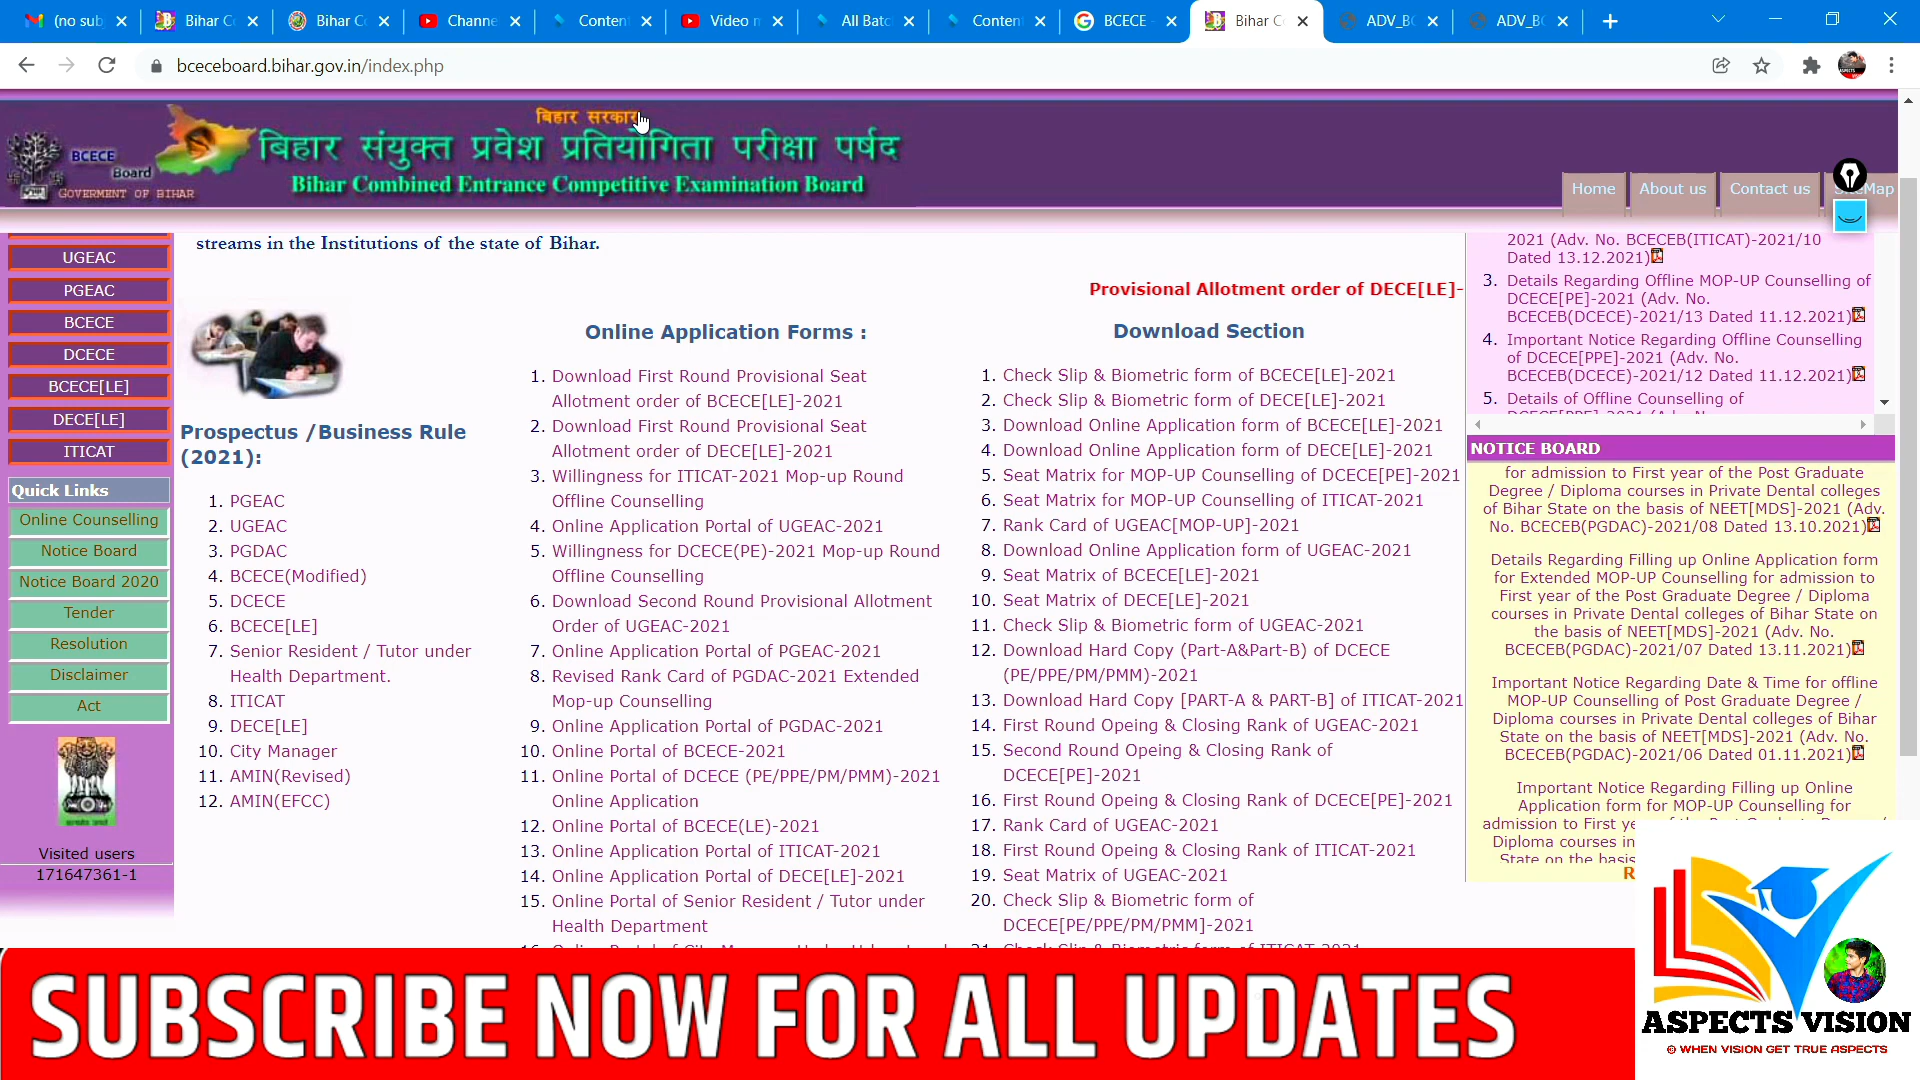 (no sub
Bihar C
Bihar C
Channe
Conten
Video m
All Batc
Conten
BCECE -
Bihar C
ADV_BC
ADV_BC
bceceboard.bihar.gov.in/index.php
बिहार सरकार
बिहार संयुक्त प्रवेश प्रतियोगिता परीक्षा पर्षद
Bihar Combined Entrance Competitive Examination Board
BCECE
Board
GOVERMENT OF BIHAR
Home
About us
Contact us
SiteMap
UGEAC
PGEAC
BCECE
DCECE
BCECE[LE]
DECE[LE]
ITICAT
Quick Links
Online Counselling
Notice Board
Notice Board 2020
Tender
Resolution
Disclaimer
Act
Visited users
171647361-1
streams in the Institutions of the state of Bihar.
Provisional Allotment order of DECE[LE]-
Prospectus /Business Rule
(2021):
1. PGEAC
2. UGEAC
3. PGDAC
4. BCECE(Modified)
5. DCECE
6. BCECE[LE]
7. Senior Resident / Tutor under
Health Department.
8. ITICAT
9. DECE[LE]
10. City Manager
11. AMIN(Revised)
12. AMIN(EFCC)
Online Application Forms :
1. Download First Round Provisional Seat
Allotment order of BCECE[LE]-2021
2. Download First Round Provisional Seat
Allotment order of DECE[LE]-2021
3. Willingness for ITICAT-2021 Mop-up Round
Offline Counselling
4. Online Application Portal of UGEAC-2021
5. Willingness for DCECE(PE)-2021 Mop-up Round
Offline Counselling
6. Download Second Round Provisional Allotment
Order of UGEAC-2021
7. Online Application Portal of PGEAC-2021
8. Revised Rank Card of PGDAC-2021 Extended
Mop-up Counselling
9. Online Application Portal of PGDAC-2021
10. Online Portal of BCECE-2021
11. Online Portal of DCECE (PE/PPE/PM/PMM)-2021
Online Application
12. Online Portal of BCECE(LE)-2021
13. Online Application Portal of ITICAT-2021
14. Online Application Portal of DECE[LE]-2021
15. Online Portal of Senior Resident / Tutor under
Health Department
Download Section
1. Check Slip & Biometric form of BCECE[LE]-2021
2. Check Slip & Biometric form of DECE[LE]-2021
3. Download Online Application form of BCECE[LE]-2021
4. Download Online Application form of DECE[LE]-2021
5. Seat Matrix for MOP-UP Counselling of DCECE[PE]-2021
6. Seat Matrix for MOP-UP Counselling of ITICAT-2021
7. Rank Card of UGEAC[MOP-UP]-2021
8. Download Online Application form of UGEAC-2021
9. Seat Matrix of BCECE[LE]-2021
10. Seat Matrix of DECE[LE]-2021
11. Check Slip & Biometric form of UGEAC-2021
12. Download Hard Copy (Part-A&Part-B) of DCECE
(PE/PPE/PM/PMM)-2021
13. Download Hard Copy [PART-A & PART-B] of ITICAT-2021
14. First Round Opeing & Closing Rank of UGEAC-2021
15. Second Round Opeing & Closing Rank of
DCECE[PE]-2021
16. First Round Opeing & Closing Rank of DCECE[PE]-2021
17. Rank Card of UGEAC-2021
18. First Round Opeing & Closing Rank of ITICAT-2021
19. Seat Matrix of UGEAC-2021
20. Check Slip & Biometric form of
DCECE[PE/PPE/PM/PMM]-2021
21. Check Slip & Biometric form of ITICAT-2021
2021 (Adv. No. BCECEB(ITICAT)-2021/10
Dated 13.12.2021)
3. Details Regarding Offline MOP-UP Counselling of
DCECE[PE]-2021 (Adv. No.
BCECEB(DCECE)-2021/13 Dated 11.12.2021)
4. Important Notice Regarding Offline Counselling
of DCECE[PPE]-2021 (Adv. No.
BCECEB(DCECE)-2021/12 Dated 11.12.2021)
5. Details of Offline Counselling of
DCECE[PPE]-2021 (Adv. No.
NOTICE BOARD
for admission to First year of the Post Graduate
Degree / Diploma courses in Private Dental colleges
of Bihar State on the basis of NEET[MDS]-2021 (Adv.
No. BCECEB(PGDAC)-2021/08 Dated 13.10.2021)
Details Regarding Filling up Online Application form
for Extended MOP-UP Counselling for admission to
First year of the Post Graduate Degree / Diploma
courses in Private Dental colleges of Bihar State on
the basis of NEET[MDS]-2021 (Adv. No.
BCECEB(PGDAC)-2021/07 Dated 13.11.2021)
Important Notice Regarding Date & Time for offline
MOP-UP Counselling of Post Graduate Degree /
Diploma courses in Private Dental colleges of Bihar
State on the basis of NEET[MDS]-2021 (Adv. No.
BCECEB(PGDAC)-2021/06 Dated 01.11.2021)
Important Notice Regarding Filling up Online
Application form for MOP-UP Counselling for
admission to First ye
Diploma courses in
State on the basis
R
SUBSCRIBE NOW FOR ALL UPDATES
ASPECTS VISION
© WHEN VISION GET TRUE ASPECTS